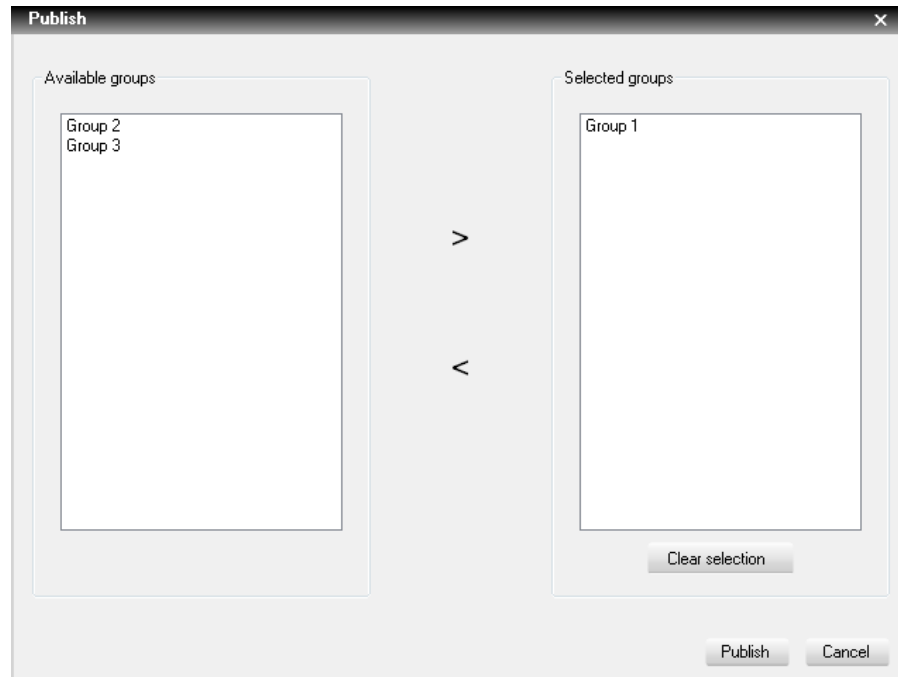 Publish
Available groups
Group 2
Group 3
>
<
Selected groups
Group 1
Clear selection
Publish
Cancel